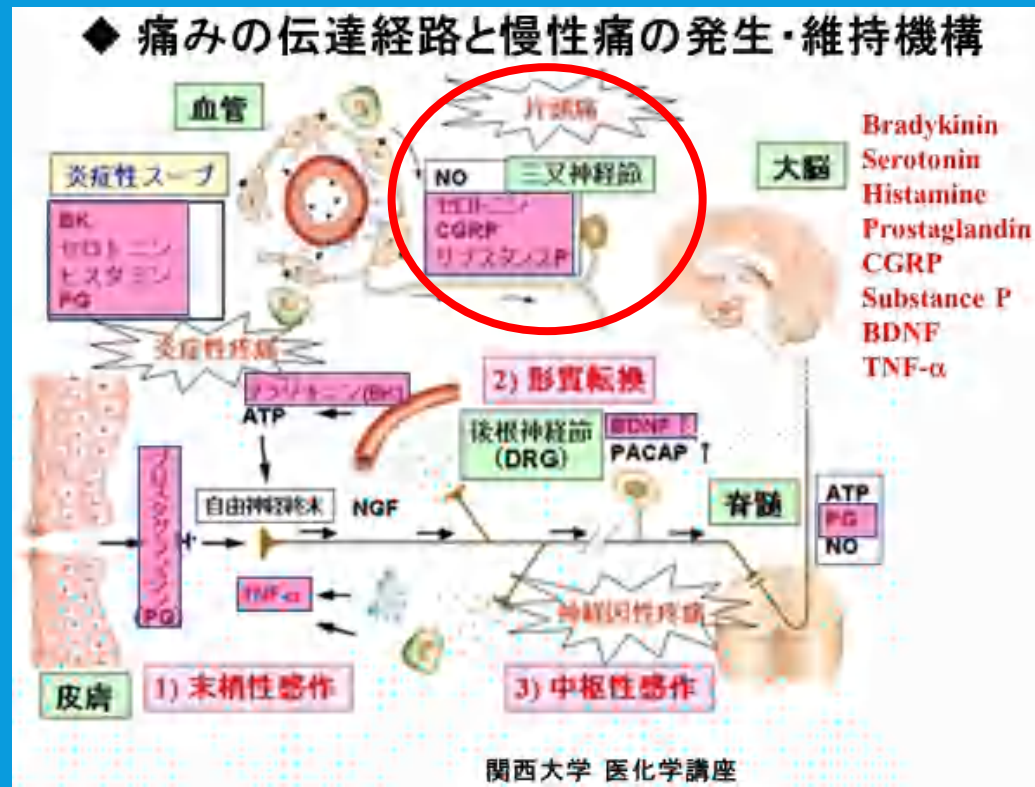 ◆ 痛みの伝達経路と慢性痛の発生・維持機構
血管
片頭痛
炎症性スープ
BK
セロトニン
ヒスタミン
PG
NO
三叉神経節
セロトニン
CGRP
サブスタンスP
大脳
Bradykinin
Serotonin
Histamine
Prostaglandin
CGRP
Substance P
BDNF
TNF-α
炎症性疼痛
ブラジキニン(BK)
ATP
2) 形質転換
後根神経節
(DRG)
BDNF ↑
PACAP ↑
自由神経終末
NGF
脊髄
ATP
PG
NO
プロスタグランジン
(PG)
H⁺
TNF-α
神経因性疼痛
皮膚
1) 末梢性感作
3) 中枢性感作
関西大学 医化学講座